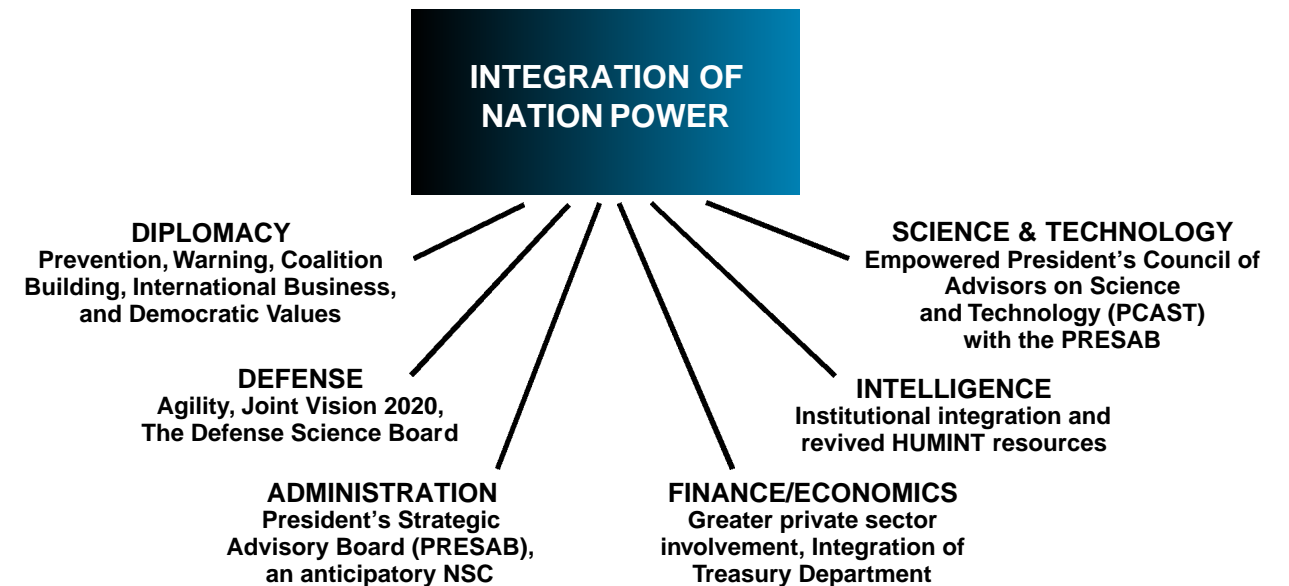 INTEGRATION OF
NATION POWER
DIPLOMACY
Prevention, Warning, Coalition
Building, International Business,
and Democratic Values
DEFENSE
Agility, Joint Vision 2020,
The Defense Science Board
ADMINISTRATION
President’s Strategic
Advisory Board (PRESAB),
an anticipatory NSC
FINANCE/ECONOMICS
Greater private sector
involvement, Integration of
Treasury Department
INTELLIGENCE
Institutional integration and
revived HUMINT resources
SCIENCE & TECHNOLOGY
Empowered President’s Council of
Advisors on Science
and Technology (PCAST)
with the PRESAB